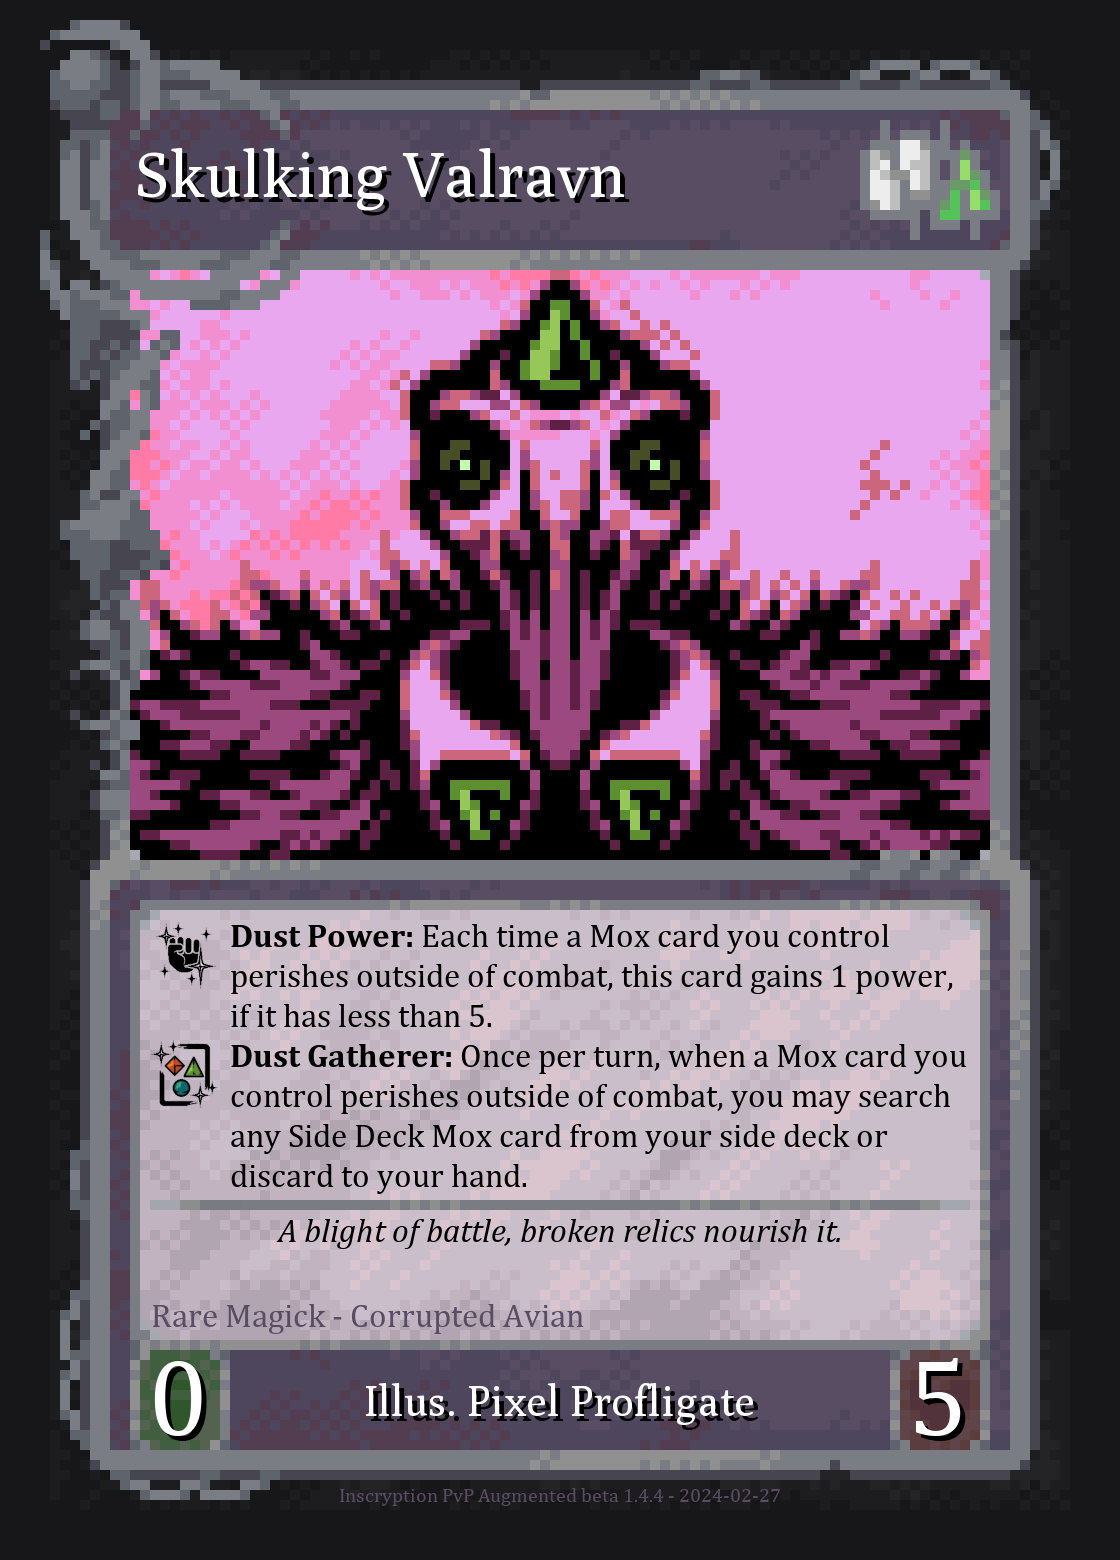 Skulking Valravn
Dust Power: Each time a Mox card you control
perishes outside of combat, this card gains 1 power,
if it has less than 5.
Dust Gatherer: Once per turn, when a Mox card you
control perishes outside of combat, you may search
any Side Deck Mox card from your side deck or
discard to your hand.
A blight of battle, broken relics nourish it.
Rare Magick - Corrupted Avian
0
Illus. Pixel Profligate
5
Inscryption PvP Augmented beta 1.4.4 - 2024-02-27